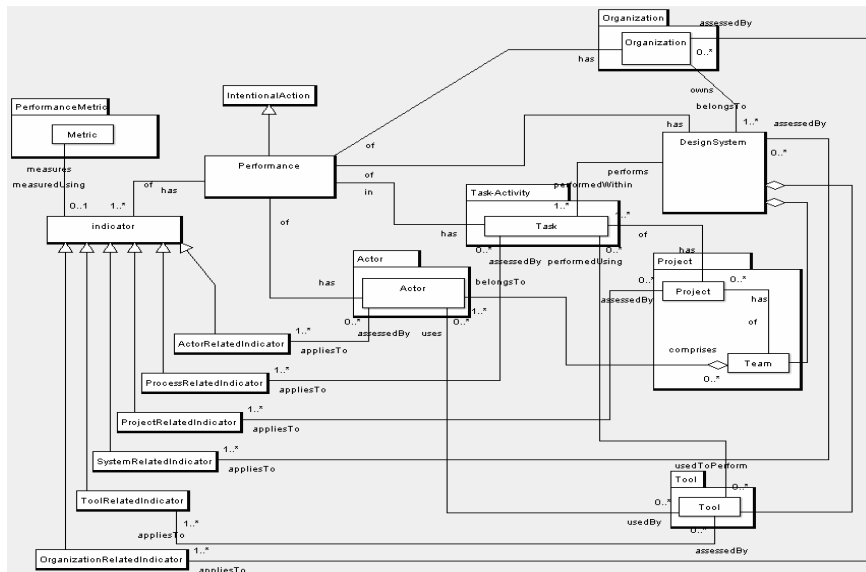 Organization
assessedBy
Organization
0..*
has
owns
IntentionalAction
belongsTo
PerformanceMetric
Metric
of
has
1..*
assessedBy
0..*
DesignSystem
Performance
measures
measuredUsing
of
has
of
in
performs
performedWithin
Task-Activity
0..1
1..*
of
1..*
1..*
indicator
has
Task
of
0..*
assessedBy
performedUsing
0..*
has
Actor
Project
has
belongsTo
Actor
0..*
Project
0..*
assessedBy
0..*
assessedBy
uses
0..*
1..*
has
of
ActorRelatedIndicator
1..*
appliesTo
comprises
Team
0..*
ProcessRelatedIndicator
1..*
appliesTo
ProjectRelatedIndicator
1..*
appliesTo
SystemRelatedIndicator
1..*
appliesTo
usedToPerform
Tool
0..*
ToolRelatedIndicator
0..*
Tool
1..*
appliesTo
usedBy
0..*
assessedBy
OrganizationRelatedIndicator
1..*
appliesTo